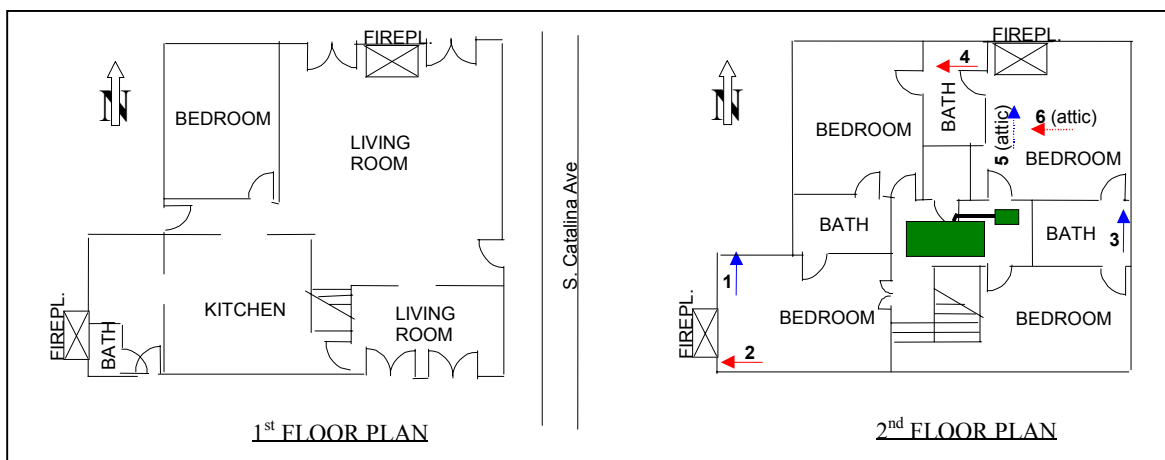 FIREPL.
N
BEDROOM
LIVING
ROOM
KITCHEN
LIVING
ROOM
FIREPL.
BATH
1st FLOOR PLAN
S. Catalina Ave
FIREPL.
N
4
BATH
BEDROOM
5 (attic)
6 (attic)
BEDROOM
BATH
BATH
3
1
BEDROOM
BEDROOM
FIREPL.
2
2nd FLOOR PLAN